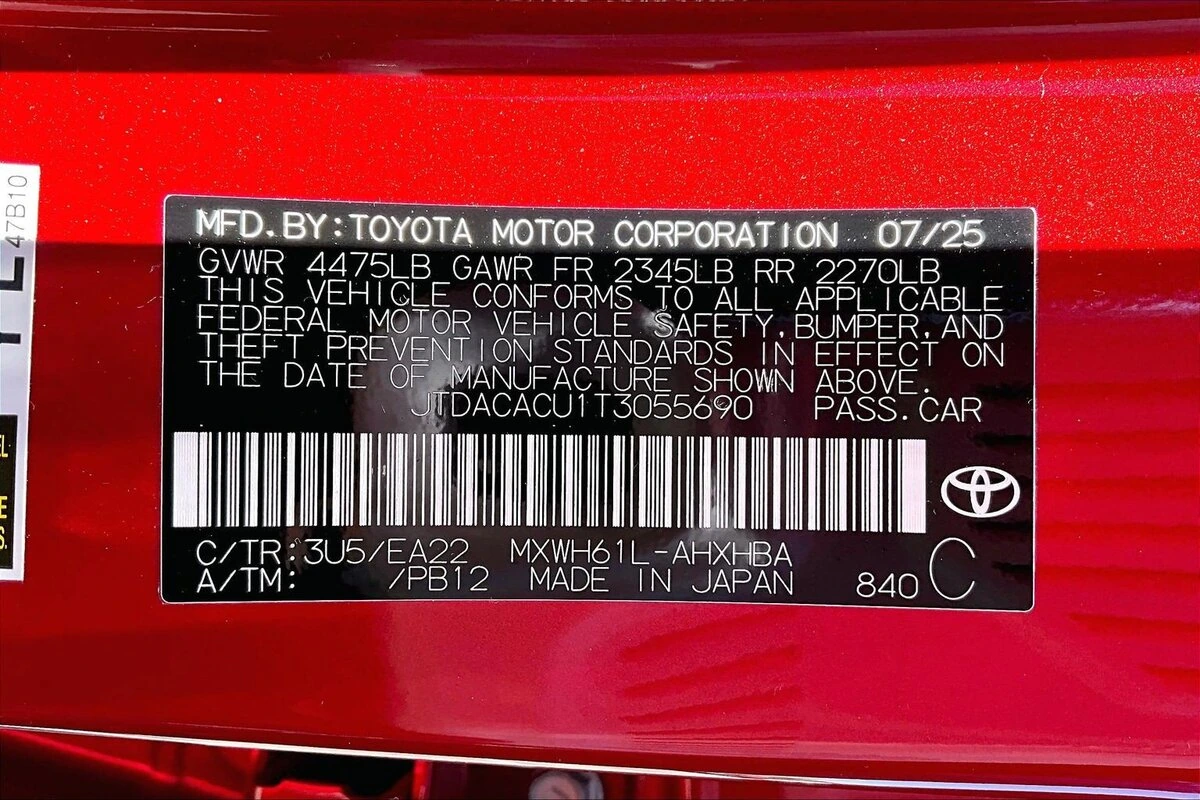 MFD.BY:TOYOTA MOTOR CORPORATION 07/25
GVWR 4475LB GAWR FR 2345LB RR 2270LB
THIS VEHICLE CONFORMS TO ALL APPLICABLE
FEDERAL MOTOR VEHICLE SAFETY,BUMPER,AND
THEFT PREVENTION STANDARDS IN EFFECT ON
THE DATE OF MANUFACTURE SHOWN ABOVE.
JTDACACU1T3055690 PASS.CAR
C/TR:3U5/EA22 MXWH61L-AHXHBA
A/TM: /PB12 MADE IN JAPAN 840 C
47B10